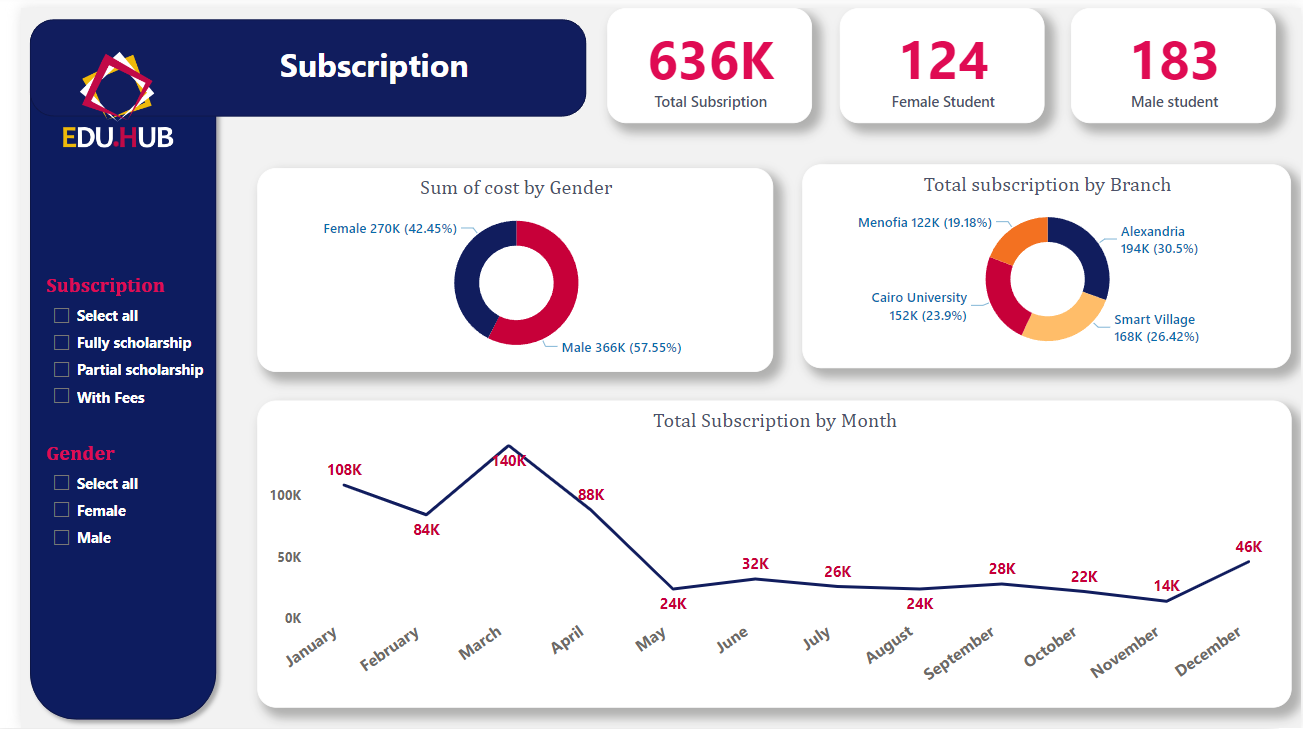 EDU.HUB
Subscription
636K
Total Subsription
124
Female Student
183
Male student
Subscription
Select all
Fully scholarship
Partial scholarship
With Fees
Gender
Select all
Female
Male
Sum of cost by Gender
Female 270K (42.45%)
Male 366K (57.55%)
Total subscription by Branch
Menofia 122K (19.18%)
Alexandria
194K (30.5%)
Cairo University
152K (23.9%)
Smart Village
168K (26.42%)
Total Subscription by Month
100K
50K
0K
108K
84K
140K
88K
24K
32K
26K
24K
28K
22K
14K
46K
January
February
March
April
May
June
July
August
September
October
November
December